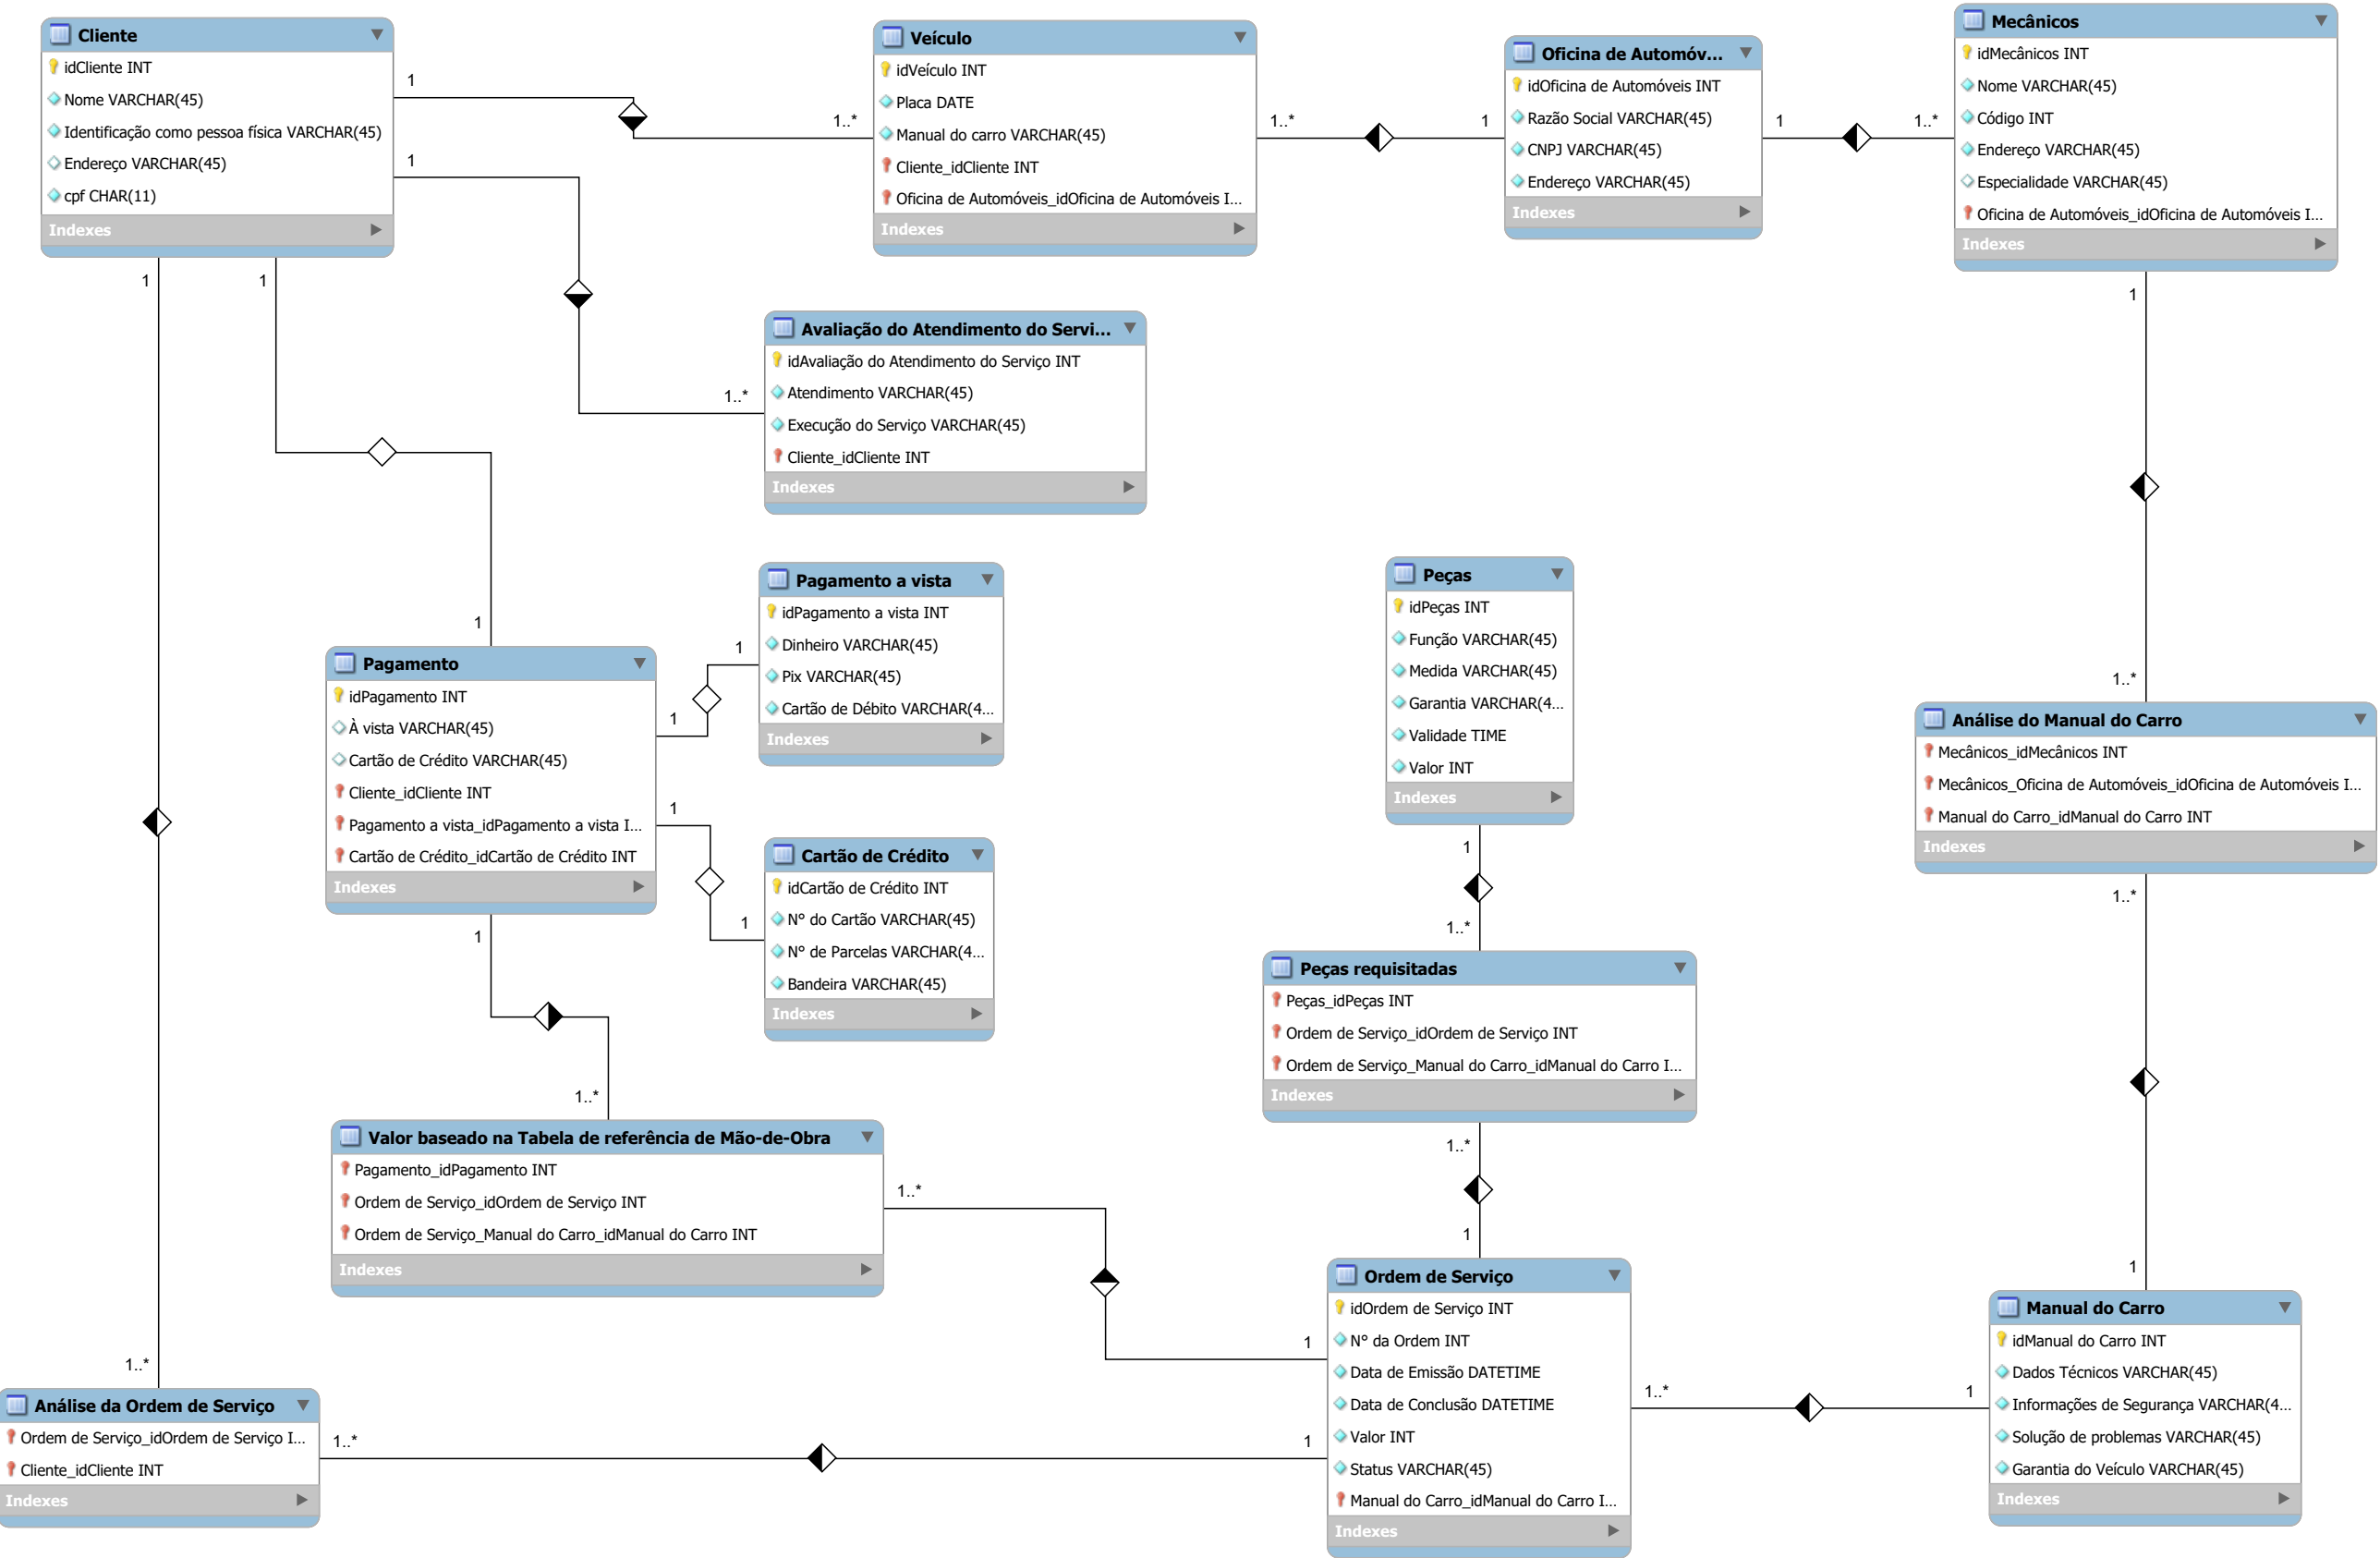 Cliente
idCliente INT
Nome VARCHAR(45)
Identificação como pessoa física VARCHAR(45)
Endereço VARCHAR(45)
cpf CHAR(11)
Indexes
1
1..*
1
1
1
Veículo
idVeículo INT
Placa DATE
Manual do carro VARCHAR(45)
Cliente_idCliente INT
Oficina de Automóveis_idOficina de Automóveis I...
Indexes
1..*
1
Oficina de Automóv...
idOficina de Automóveis INT
Razão Social VARCHAR(45)
CNPJ VARCHAR(45)
Endereço VARCHAR(45)
Indexes
1
1..*
Mecânicos
idMecânicos INT
Nome VARCHAR(45)
Código INT
Endereço VARCHAR(45)
Especialidade VARCHAR(45)
Oficina de Automóveis_idOficina de Automóveis I...
Indexes
1
1..*
Avaliação do Atendimento do Servi...
idAvaliação do Atendimento do Serviço INT
Atendimento VARCHAR(45)
Execução do Serviço VARCHAR(45)
Cliente_idCliente INT
Indexes
1..*
Pagamento a vista
idPagamento a vista INT
Dinheiro VARCHAR(45)
Pix VARCHAR(45)
Cartão de Débito VARCHAR(4...
Indexes
1
1
Pagamento
idPagamento INT
À vista VARCHAR(45)
Cartão de Crédito VARCHAR(45)
Cliente_idCliente INT
Pagamento a vista_idPagamento a vista I...
Cartão de Crédito_idCartão de Crédito INT
Indexes
1
1
1
1
Cartão de Crédito
idCartão de Crédito INT
N° do Cartão VARCHAR(45)
N° de Parcelas VARCHAR(4...
Bandeira VARCHAR(45)
Indexes
Peças
idPeças INT
Função VARCHAR(45)
Medida VARCHAR(45)
Garantia VARCHAR(4...
Validade TIME
Valor INT
Indexes
1
1..*
Análise do Manual do Carro
Mecânicos_idMecânicos INT
Mecânicos_Oficina de Automóveis_idOficina de Automóveis I...
Manual do Carro_idManual do Carro INT
Indexes
1..*
1
Peças requisitadas
Peças_idPeças INT
Ordem de Serviço_idOrdem de Serviço INT
Ordem de Serviço_Manual do Carro_idManual do Carro I...
Indexes
1..*
1
1..*
Valor baseado na Tabela de referência de Mão-de-Obra
Pagamento_idPagamento INT
Ordem de Serviço_idOrdem de Serviço INT
Ordem de Serviço_Manual do Carro_idManual do Carro INT
Indexes
1..*
1
Ordem de Serviço
idOrdem de Serviço INT
N° da Ordem INT
Data de Emissão DATETIME
Data de Conclusão DATETIME
Valor INT
Status VARCHAR(45)
Manual do Carro_idManual do Carro I...
Indexes
1..*
1
Manual do Carro
idManual do Carro INT
Dados Técnicos VARCHAR(45)
Informações de Segurança VARCHAR(4...
Solução de problemas VARCHAR(45)
Garantia do Veículo VARCHAR(45)
Indexes
1..*
Análise da Ordem de Serviço
Ordem de Serviço_idOrdem de Serviço I...
Cliente_idCliente INT
Indexes
1..*
1